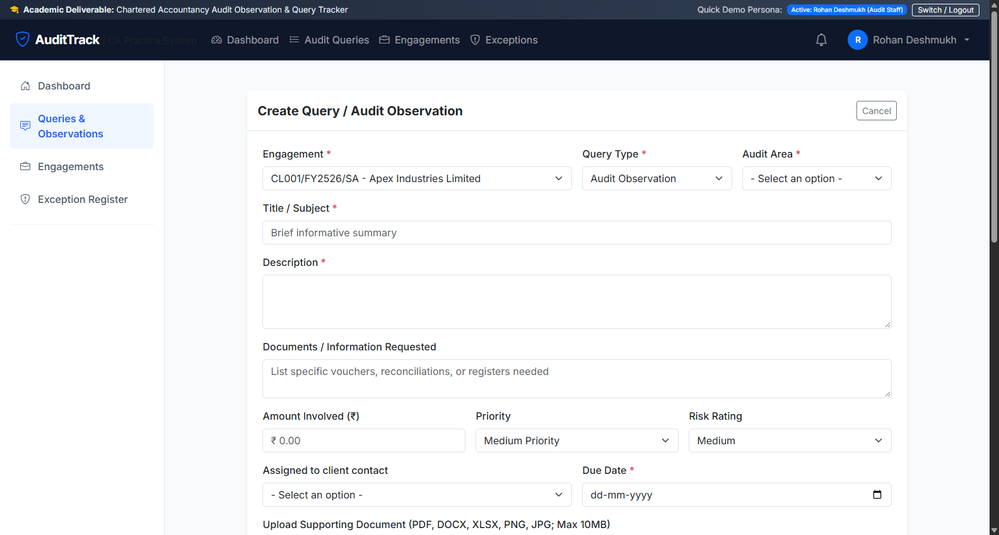 Academic Deliverable: Chartered Accountancy Audit Observation & Query Tracker
Quick Demo Persona: Active: Rohan Deshmukh (Audit Staff) Switch / Logout
AuditTrack | CA Practice System Dashboard Audit Queries Engagements Exceptions R Rohan Deshmukh
Dashboard
Queries &
Observations
Engagements
Exception Register
Create Query / Audit Observation Cancel
Engagement * Query Type * Audit Area *
CL001/FY2526/SA - Apex Industries Limited Audit Observation - Select an option -
Title / Subject *
Brief informative summary
Description *
Documents / Information Requested
List specific vouchers, reconciliations, or registers needed
Amount Involved (₹) Priority Risk Rating
₹ 0.00 Medium Priority Medium
Assigned to client contact Due Date *
- Select an option - dd-mm-yyyy
Upload Supporting Document (PDF, DOCX, XLSX, PNG, JPG; Max 10MB)